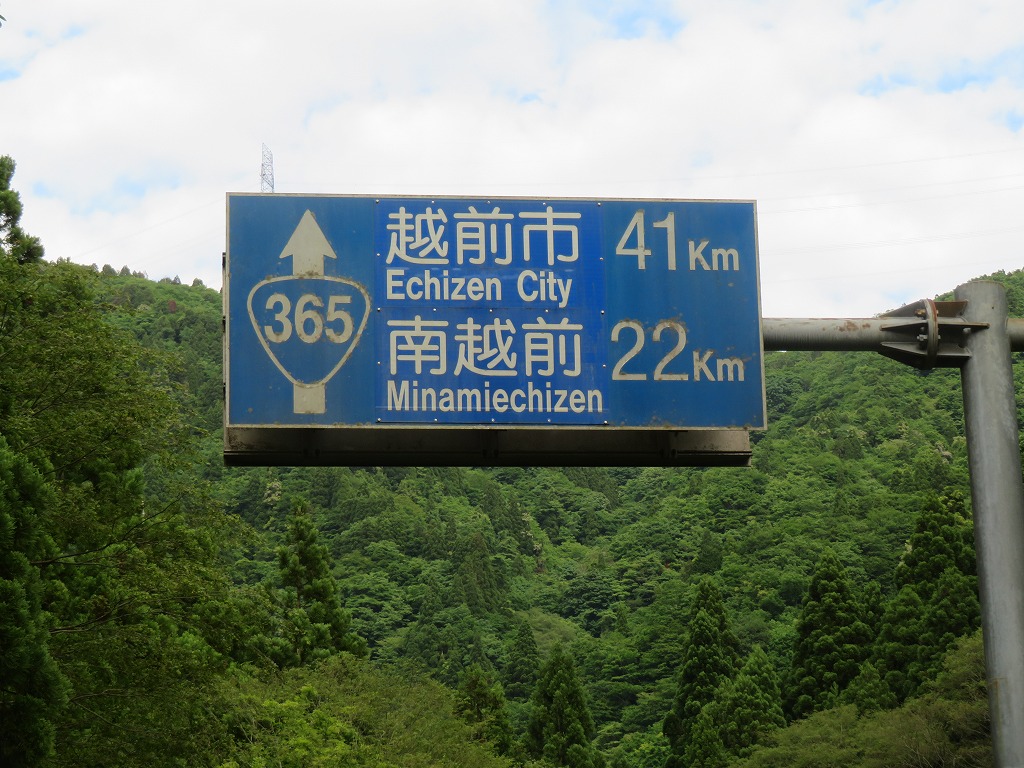 365
越前市 41Km
Echizen City
南越前 22Km
Minamiechizen